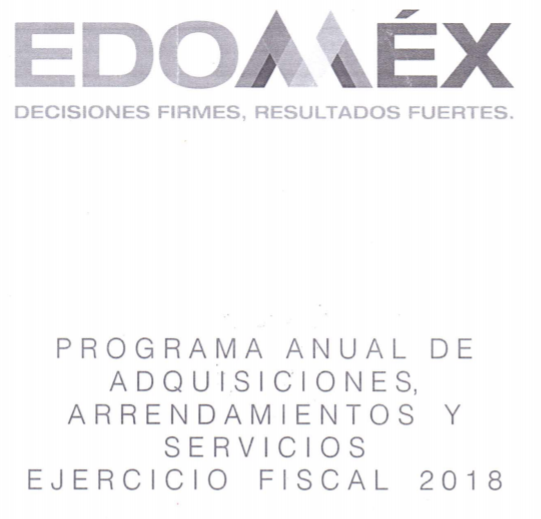 EDOMÉX
DECISIONES FIRMES, RESULTADOS FUERTES.
PROGRAMA ANUAL DE
ADQUISICIONES,
ARRENDAMIENTOS Y
SERVICIOS
EJERCICIO FISCAL 2018